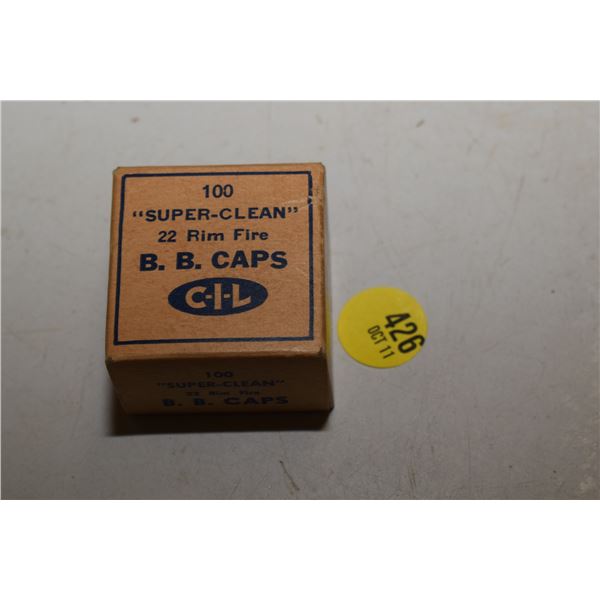 100
"SUPER-CLEAN"
22 Rim Fire
B. B. CAPS
C-I-L
100
"SUPER-CLEAN"
22 Rim Fire
B. B. CAPS
426
OCT 11